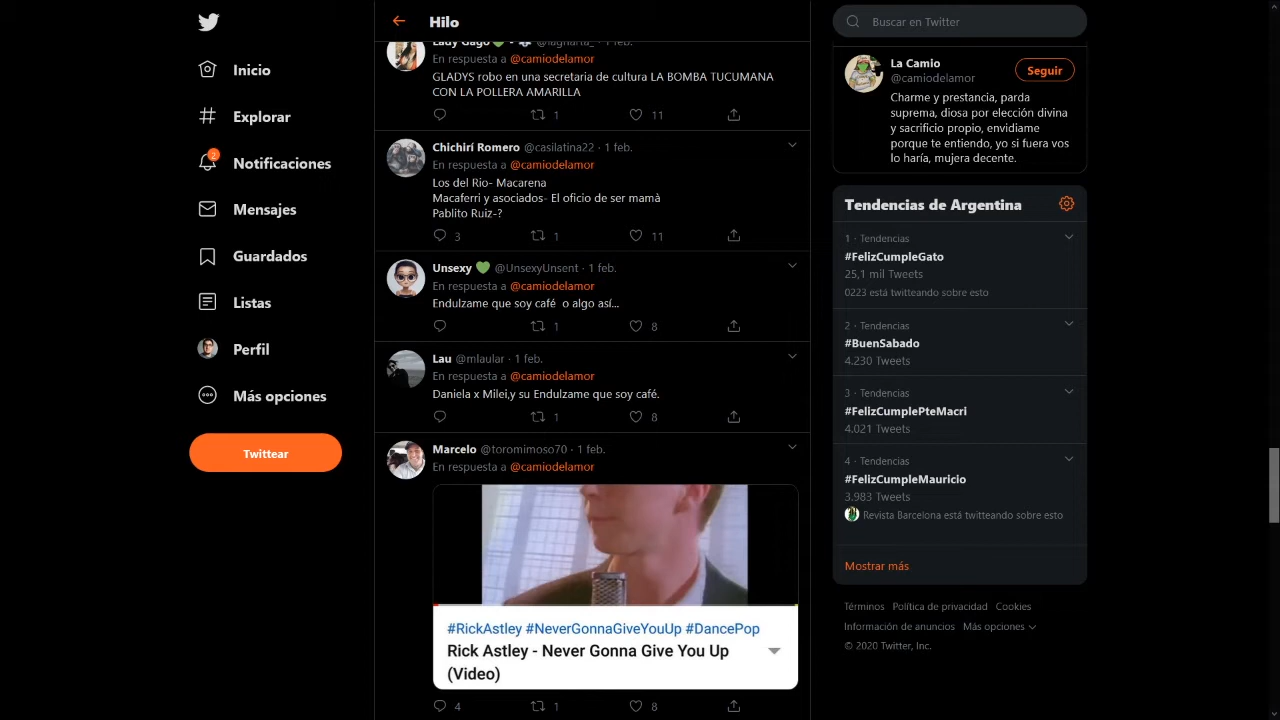 Inicio
Explorar
2
Notificaciones
Mensajes
Guardados
Listas
Perfil
Más opciones
Twittear
Hilo
Lady Gago @lagharia_ · 1 feb.
En respuesta a @camiodelamor
GLADYS robo en una secretaria de cultura LA BOMBA TUCUMANA
CON LA POLLERA AMARILLA
1 11
Chichirí Romero @casilatina22 · 1 feb.
En respuesta a @camiodelamor
Los del Rio- Macarena
Macaferri y asociados- El oficio de ser mamà
Pablito Ruiz-?
3 1 11
Unsexy @UnsexyUnsent · 1 feb.
En respuesta a @camiodelamor
Endulzame que soy café o algo así...
1 8
Lau @mlaular · 1 feb.
En respuesta a @camiodelamor
Daniela x Milei,y su Endulzame que soy café.
1 8
Marcelo @toromimoso70 · 1 feb.
En respuesta a @camiodelamor
#RickAstley #NeverGonnaGiveYouUp #DancePop
Rick Astley - Never Gonna Give You Up
(Video)
4 1 8
Buscar en Twitter
La Camio
@camiodelamor
Seguir
Charme y prestancia, parda
suprema, diosa por elección divina
y sacrificio propio, envidiame
porque te entiendo, yo si fuera vos
lo haría, mujera decente.
Tendencias de Argentina
1 · Tendencias
#FelizCumpleGato
25,1 mil Tweets
0223 está twitteando sobre esto
2 · Tendencias
#BuenSabado
4.230 Tweets
3 · Tendencias
#FelizCumplePteMacri
4.021 Tweets
4 · Tendencias
#FelizCumpleMauricio
3.983 Tweets
Revista Barcelona está twitteando sobre esto
Mostrar más
Términos Política de privacidad Cookies
Información de anuncios Más opciones
© 2020 Twitter, Inc.